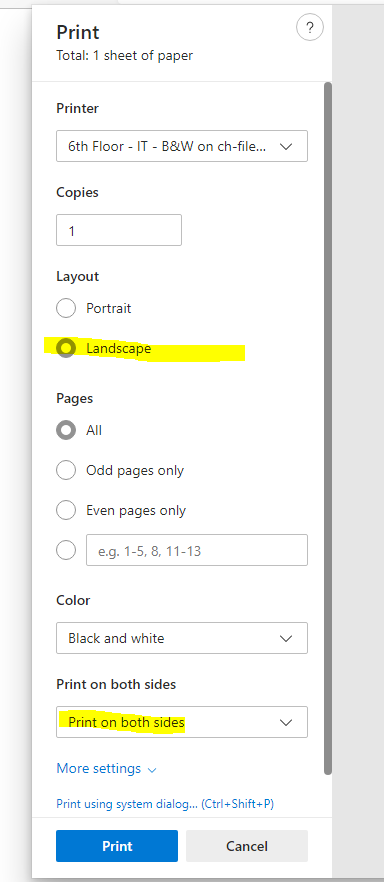 Print
?
Total: 1 sheet of paper
Printer
6th Floor - IT - B&W on ch-file...
Copies
1
Layout
Portrait
Landscape
Pages
All
Odd pages only
Even pages only
e.g. 1-5, 8, 11-13
Color
Black and white
Print on both sides
Print on both sides
More settings
Print using system dialog... (Ctrl+Shift+P)
Print
Cancel